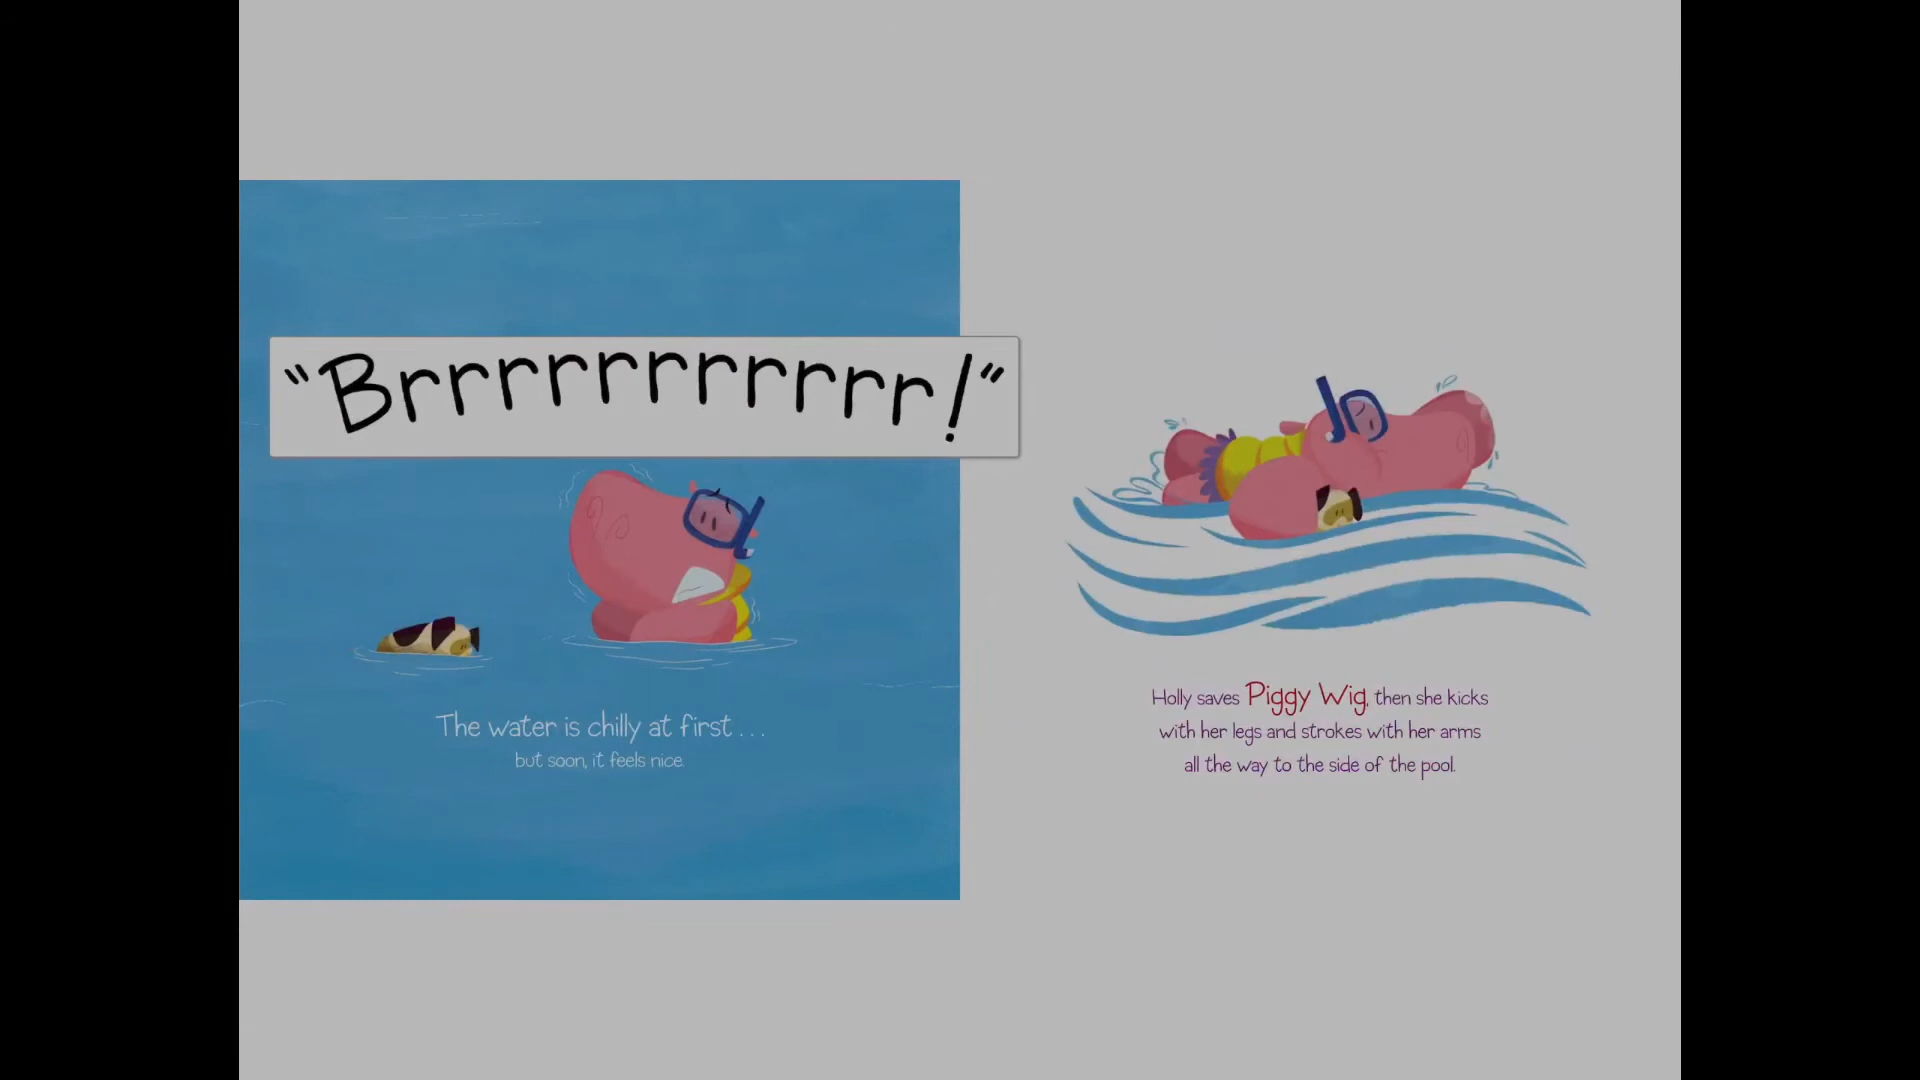 “Brrrrrrrrrrr!”
The water is chilly at first . . .
but soon, it feels nice.
Holly saves Piggy Wig, then she kicks
with her legs and strokes with her arms
all the way to the side of the pool.